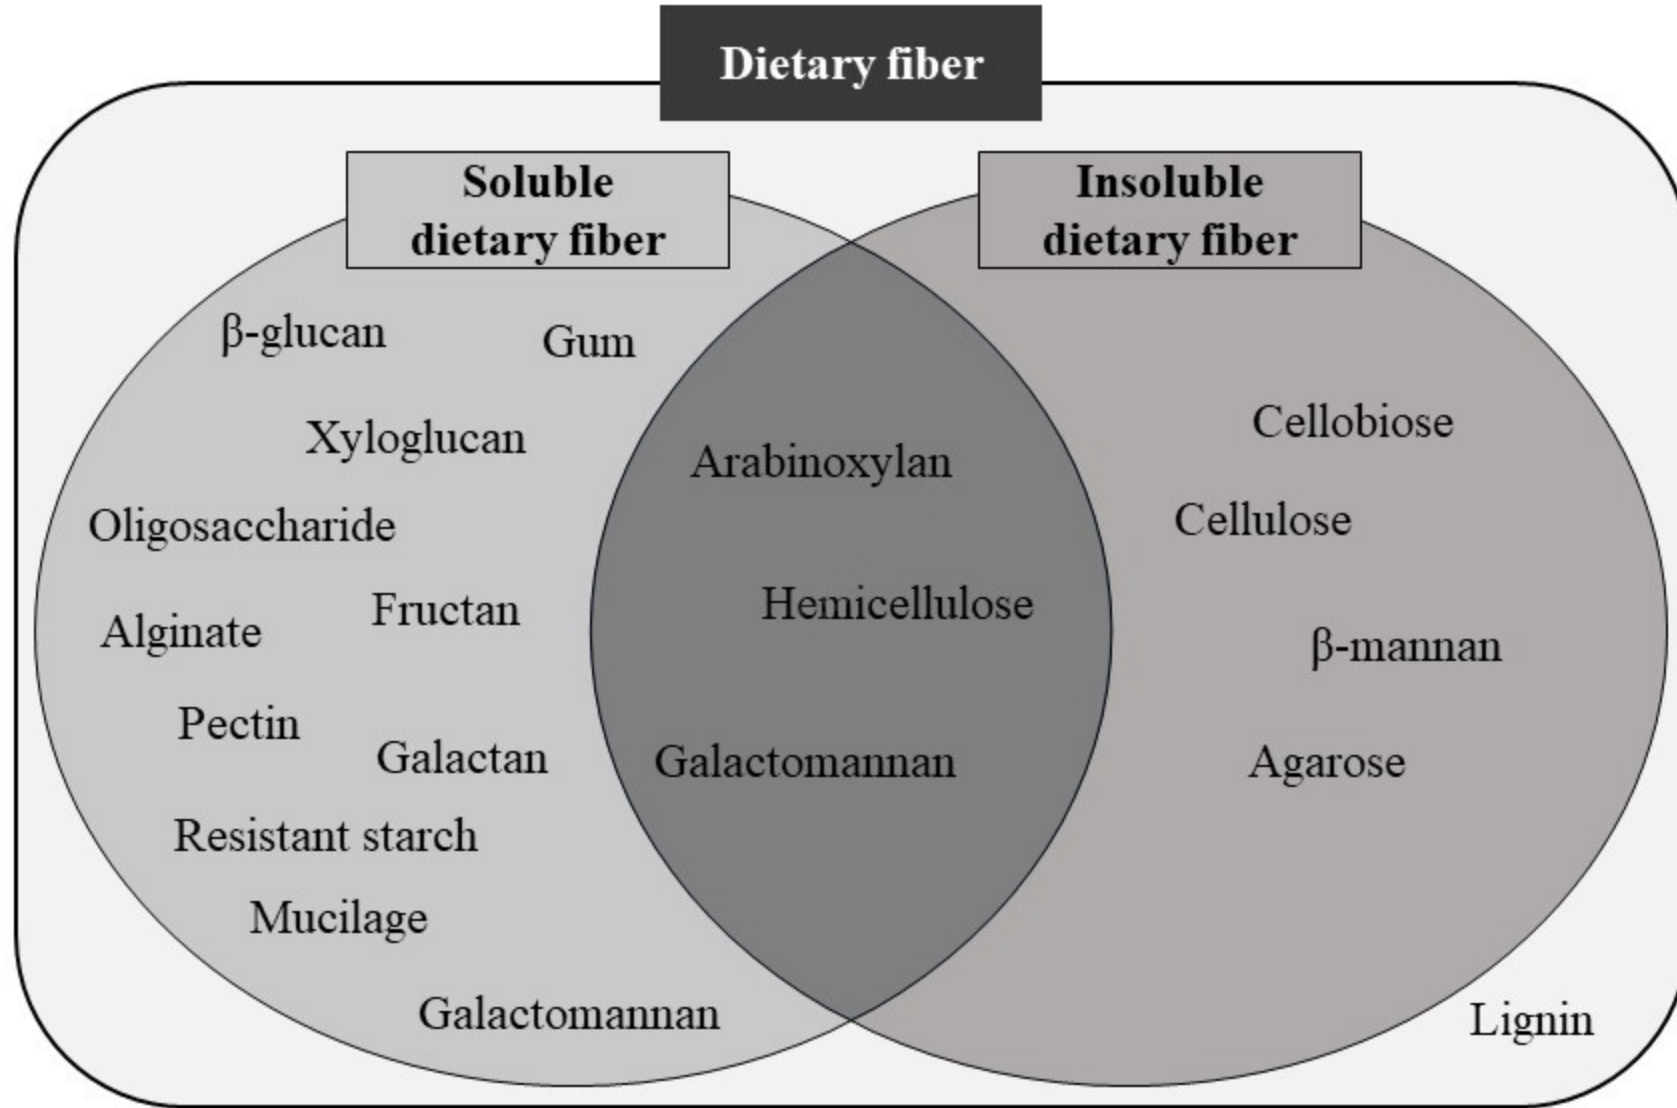 Dietary fiber
Soluble
dietary fiber
Insoluble
dietary fiber
β-glucan
Gum
Xyloglucan
Oligosaccharide
Fructan
Alginate
Pectin
Galactan
Resistant starch
Mucilage
Galactomannan
Arabinoxylan
Hemicellulose
Galactomannan
Cellobiose
Cellulose
β-mannan
Agarose
Lignin